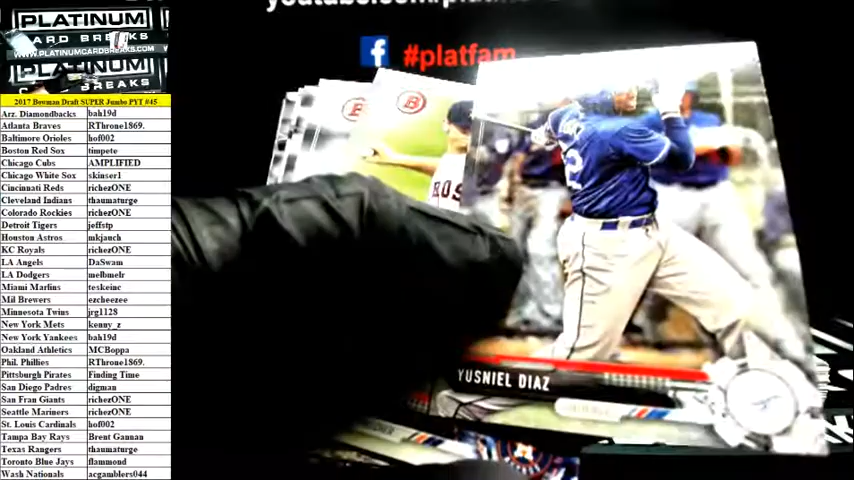 youtube.com/platinu
PLATINUM
CARD BREAKS
WWW.PLATINUMCARDBREAKS.COM
PLATINUM
BREAKS
#platfam
2017 Bowman Draft SUPER Jumbo PYT #45
Arz. Diamondbacks bah19d
Atlanta Braves RThrone1869.
Baltimore Orioles hof002
Boston Red Sox timpete
Chicago Cubs AMPLIFIED
Chicago White Sox skinser1
Cincinnati Reds richezONE
Cleveland Indians thaumaturge
Colorado Rockies richezONE
Detroit Tigers jeffstp
Houston Astros mkjauch
KC Royals richezONE
LA Angels DaSwam
LA Dodgers melbmelr
Miami Marlins teskeinc
Mil Brewers ezcheezee
Minnesota Twins jrg1128
New York Mets kenny_z
New York Yankees bah19d
Oakland Athletics MCBoppa
Phil. Phillies RThrone1869.
Pittsburgh Pirates Finding Time
San Diego Padres digman
San Fran Giants richezONE
Seattle Mariners richezONE
St. Louis Cardinals hof002
Tampa Bay Rays Brent Gannan
Texas Rangers thaumaturge
Toronto Blue Jays flammond
Wash Nationals acgamblers044
B
B
ROS
2
YUSNIEL DIAZ